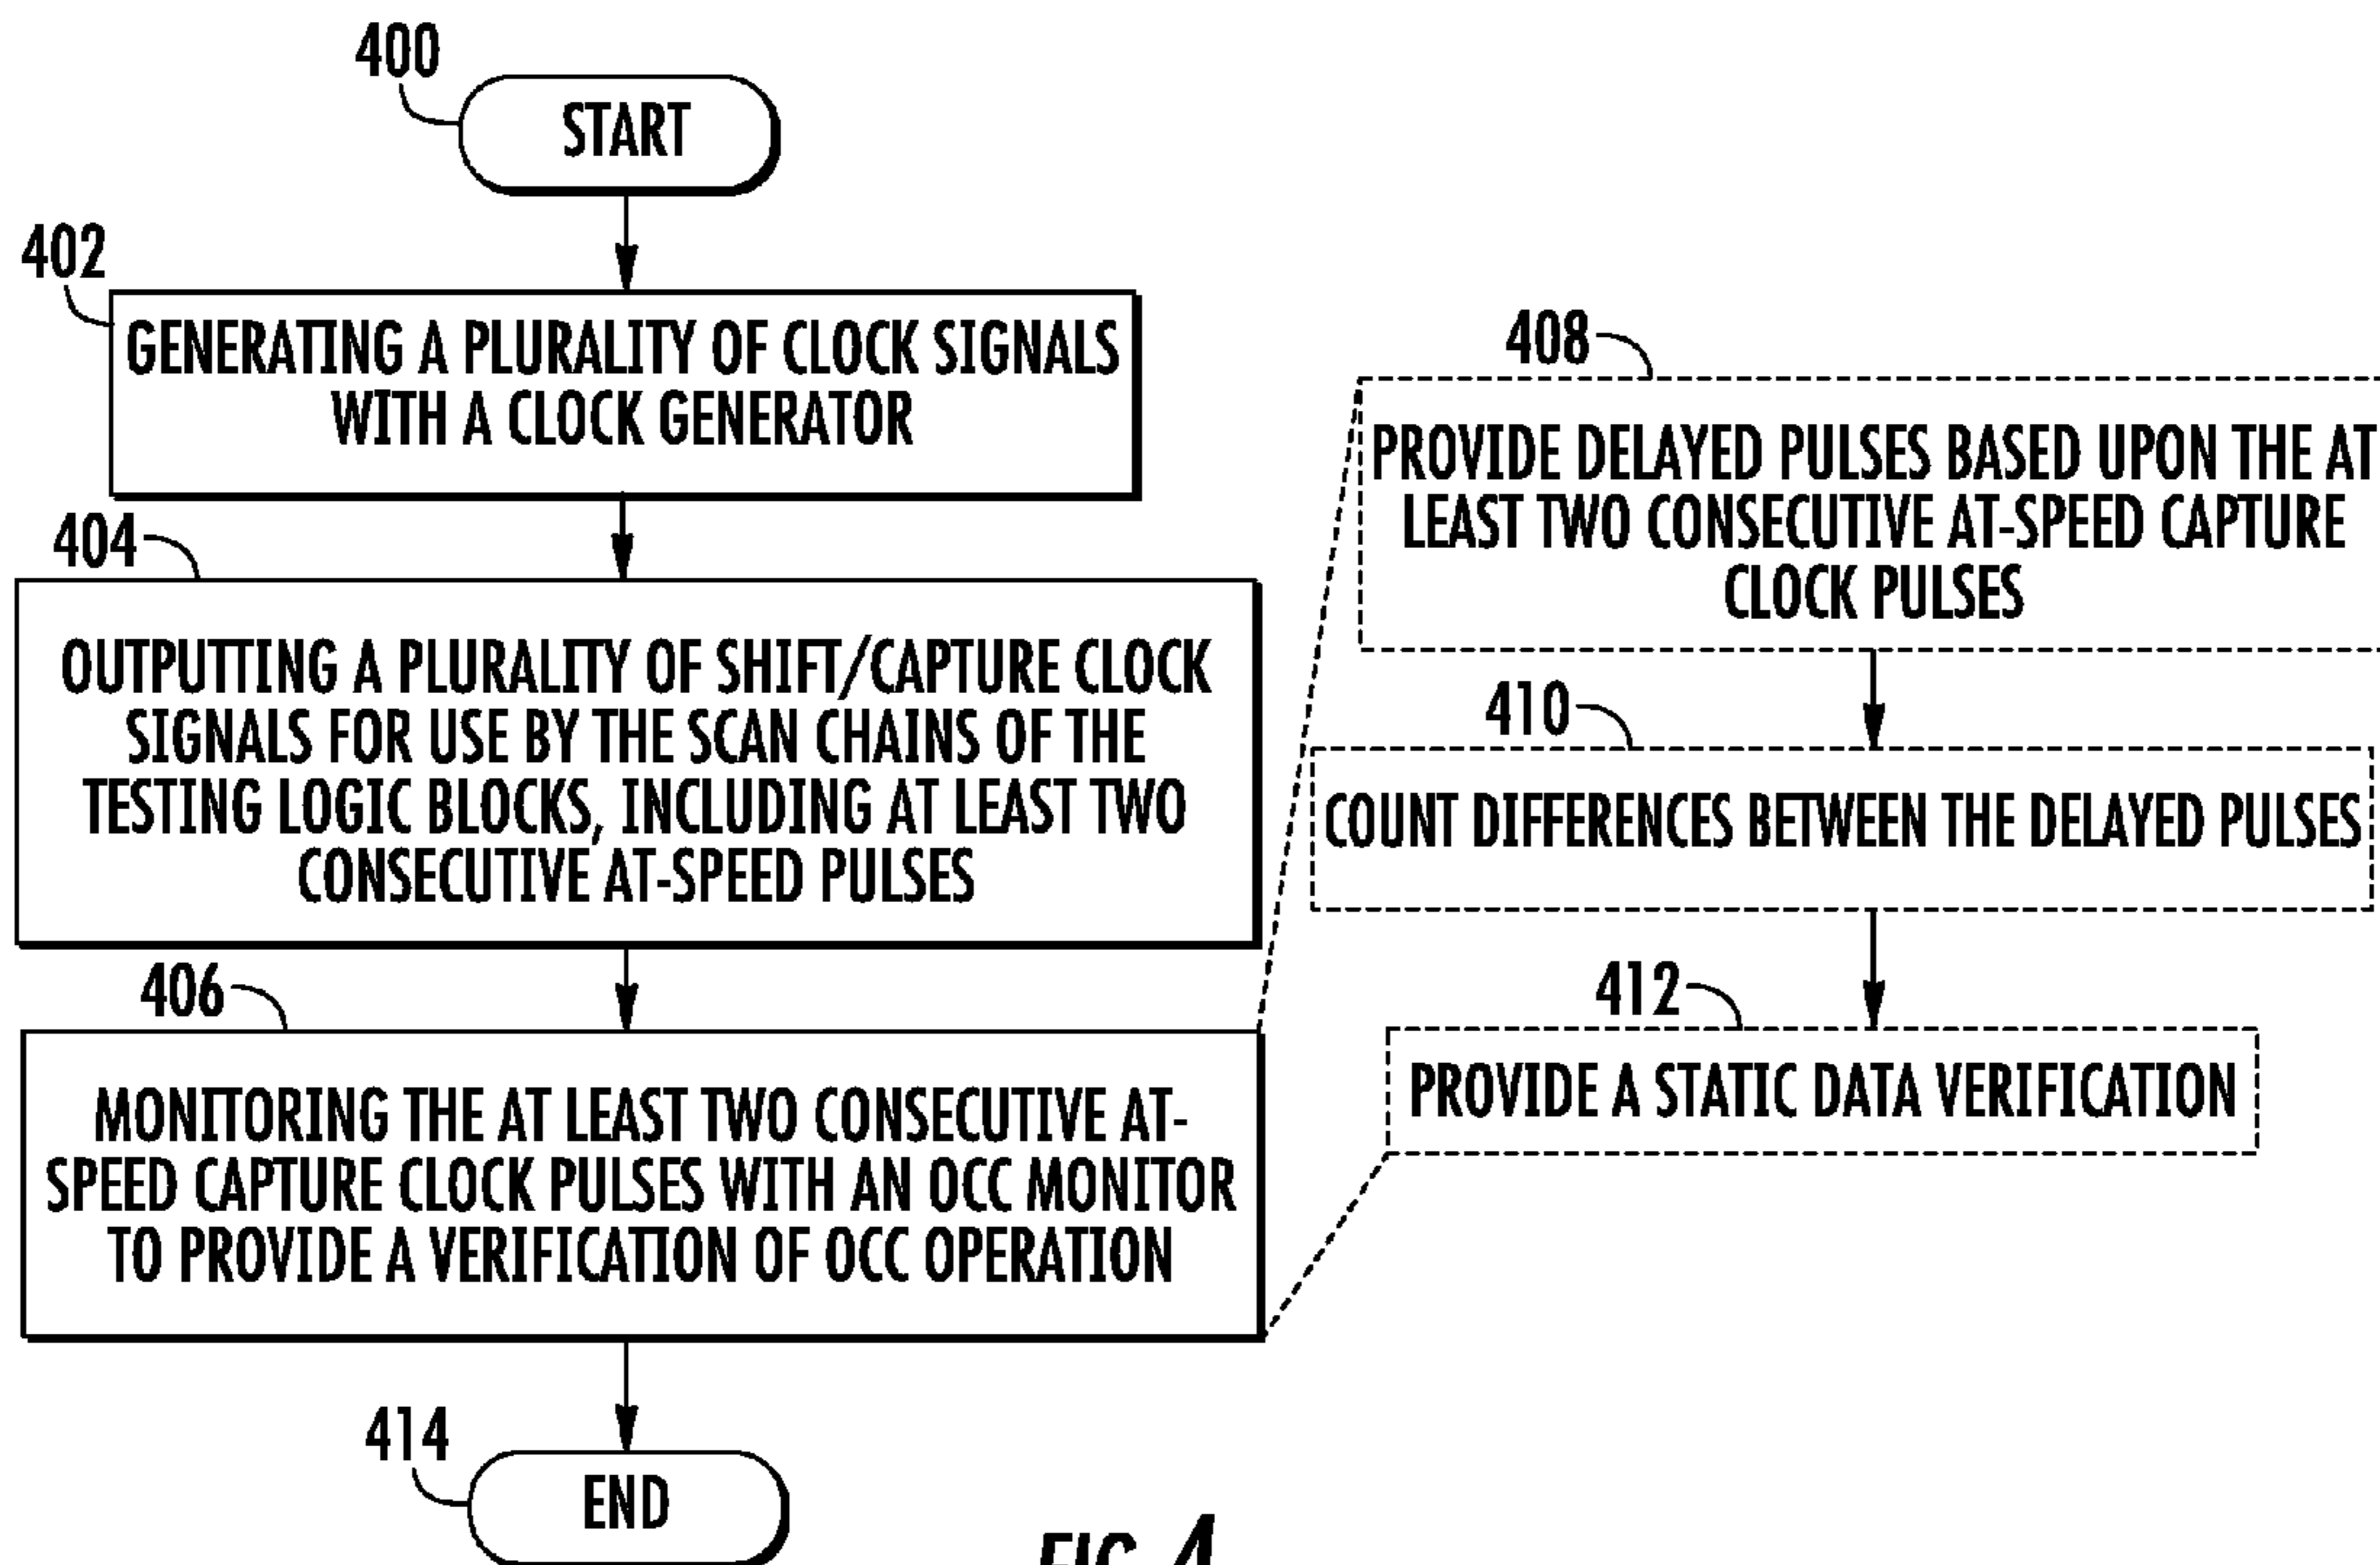 400
START
402
GENERATING A PLURALITY OF CLOCK SIGNALS
WITH A CLOCK GENERATOR
404
OUTPUTTING A PLURALITY OF SHIFT/CAPTURE CLOCK
SIGNALS FOR USE BY THE SCAN CHAINS OF THE
TESTING LOGIC BLOCKS, INCLUDING AT LEAST TWO
CONSECUTIVE AT-SPEED PULSES
406
MONITORING THE AT LEAST TWO CONSECUTIVE AT-
SPEED CAPTURE CLOCK PULSES WITH AN OCC MONITOR
TO PROVIDE A VERIFICATION OF OCC OPERATION
414
END
408
PROVIDE DELAYED PULSES BASED UPON THE AT
LEAST TWO CONSECUTIVE AT-SPEED CAPTURE
CLOCK PULSES
410
COUNT DIFFERENCES BETWEEN THE DELAYED PULSES
412
PROVIDE A STATIC DATA VERIFICATION
FIG. 4